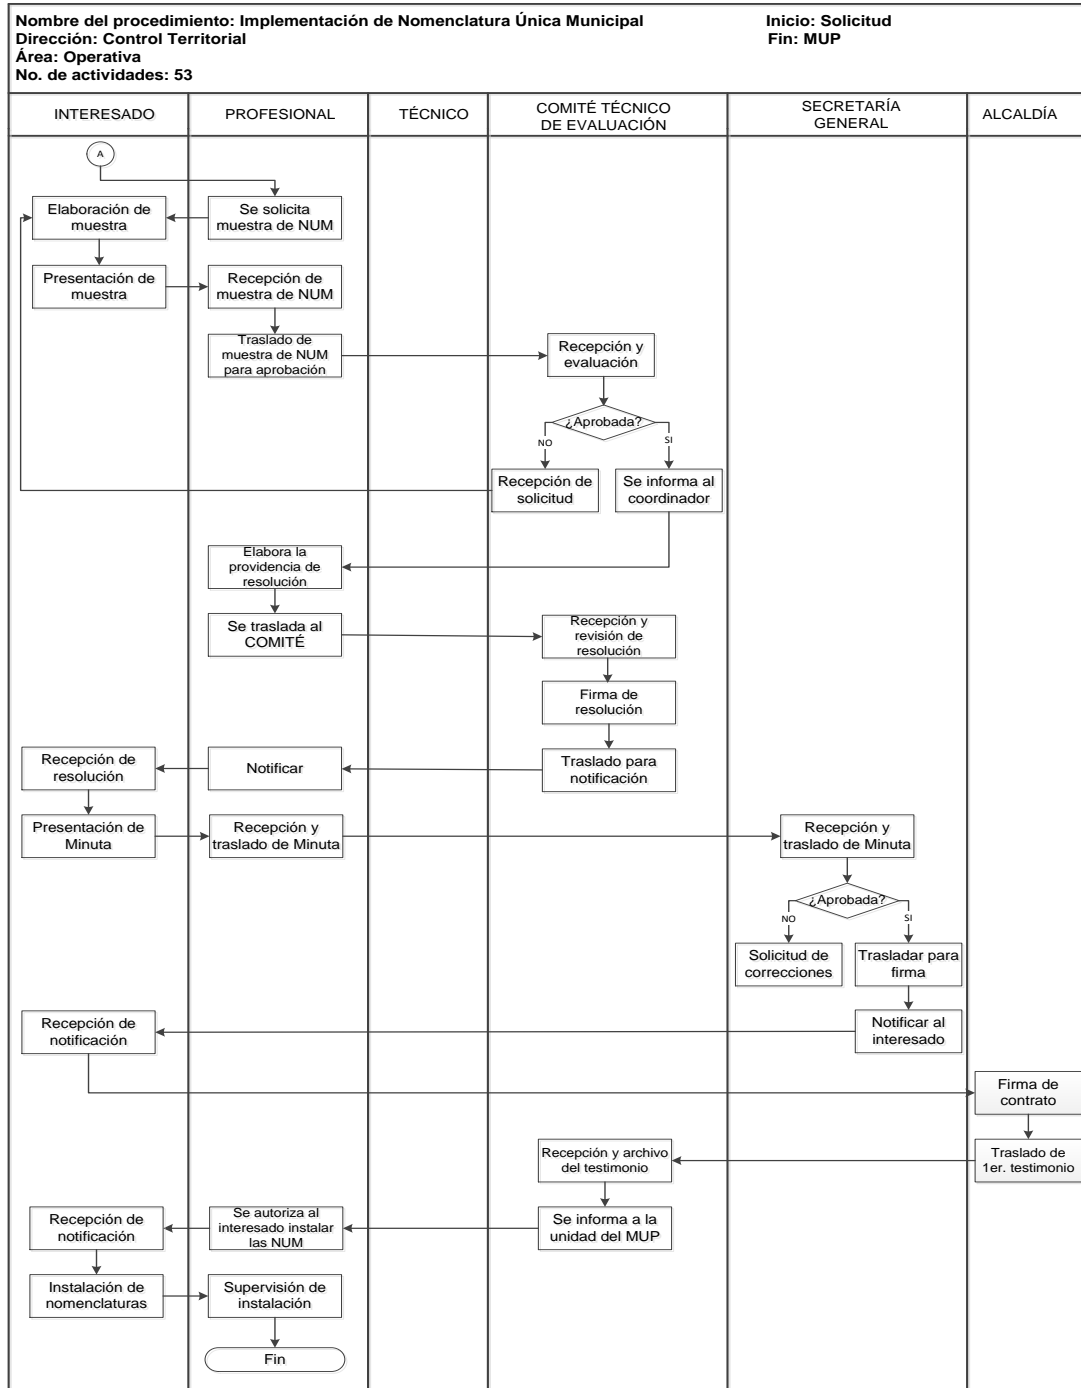 Nombre del procedimiento: Implementación de Nomenclatura Única Municipal
Inicio: Solicitud
Dirección: Control Territorial
Fin: MUP
Área: Operativa
No. de actividades: 53
INTERESADO
PROFESIONAL
TÉCNICO
COMITÉ TÉCNICO
DE EVALUACIÓN
SECRETARÍA
GENERAL
ALCALDÍA
A
Elaboración de
muestra
Se solicita
muestra de NUM
Presentación de
muestra
Recepción de
muestra de NUM
Traslado de
muestra de NUM
para aprobación
Recepción y
evaluación
¿Aprobada?
NO
SI
Recepción de
solicitud
Se informa al
coordinador
Elabora la
providencia de
resolución
Se traslada al
COMITÉ
Recepción y
revisión de
resolución
Firma de
resolución
Recepción de
resolución
Notificar
Traslado para
notificación
Presentación de
Minuta
Recepción y
traslado de Minuta
Recepción y
traslado de Minuta
¿Aprobada?
NO
SI
Solicitud de
correcciones
Trasladar para
firma
Recepción de
notificación
Notificar al
interesado
Firma de
contrato
Recepción y archivo
del testimonio
Traslado de
1er. testimonio
Recepción de
notificación
Se autoriza al
interesado instalar
las NUM
Se informa a la
unidad del MUP
Instalación de
nomenclaturas
Supervisión de
instalación
Fin